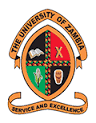 THE UNIVERSITY OF ZAMBIA
SERVICE AND EXCELLENCE